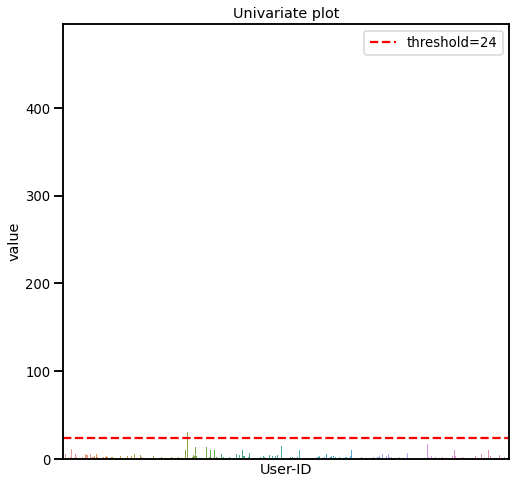 Univariate plot
threshold=24
400
300
200
100
0
value
User-ID